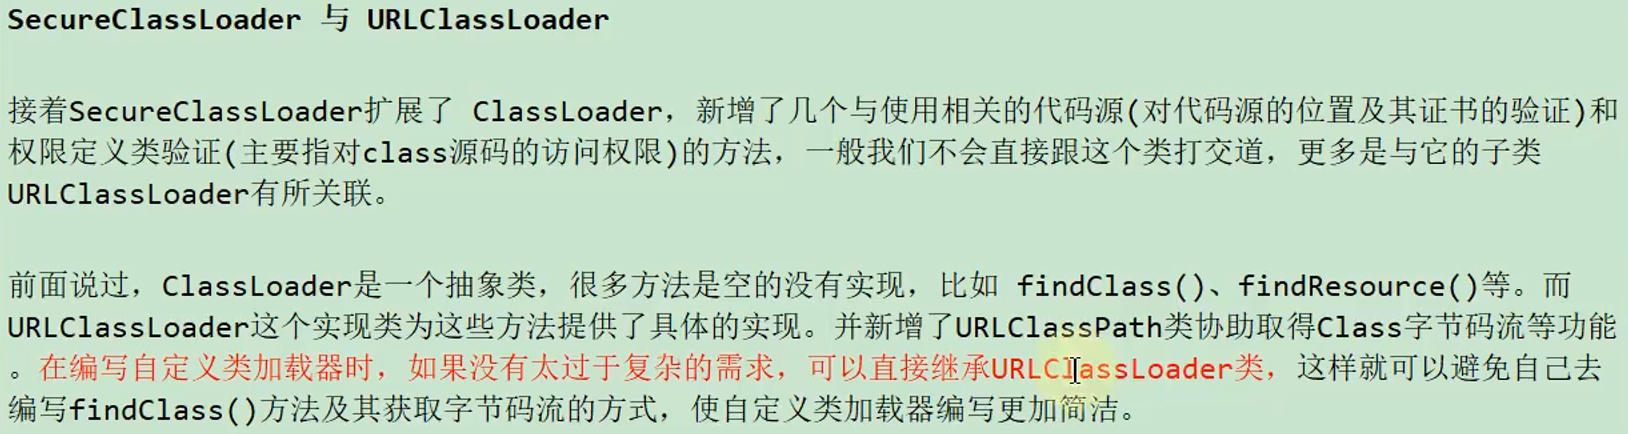 SecureClassLoader 与 URLClassLoader
接着SecureClassLoader扩展了 ClassLoader，新增了几个与使用相关的代码源(对代码源的位置及其证书的验证)和
权限定义类验证(主要指对class源码的访问权限)的方法，一般我们不会直接跟这个类打交道，更多是与它的子类
URLClassLoader有所关联。
前面说过，ClassLoader是一个抽象类，很多方法是空的没有实现，比如 findClass()、findResource()等。而
URLClassLoader这个实现类为这些方法提供了具体的实现。并新增了URLClassPath类协助取得Class字节码流等功能
。在编写自定义类加载器时，如果没有太过于复杂的需求，可以直接继承URLClassLoader类，这样就可以避免自己去
编写findClass()方法及其获取字节码流的方式，使自定义类加载器编写更加简洁。